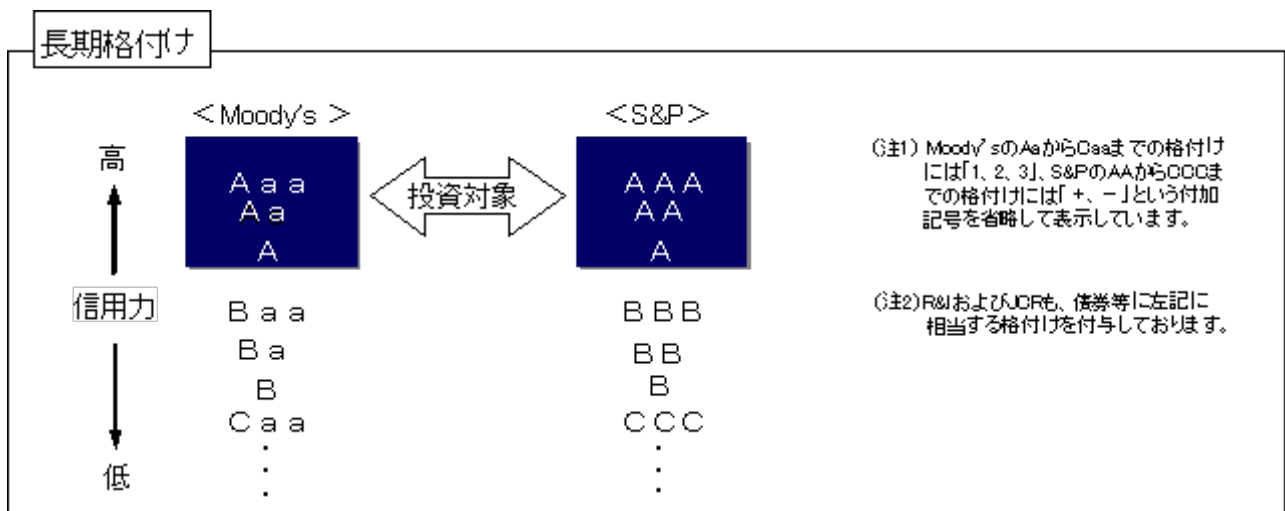 長期格付け
＜Moody's ＞
＜S&P＞
高
信用力
低
Aaa
Aa
A
Baa
Ba
B
Caa
・
・
・
投資対象
AAA
AA
A
BBB
BB
B
CCC
・
・
・
(注1) Moody'sのAaからCaaまでの格付け
には「1、2、3」、S&PのAAからCCCま
での格付けには「+、－」という付加
記号を省略して表示しています。
(注2)R&IおよびJCRも、債券等に左記に
相当する格付けを付与しております。